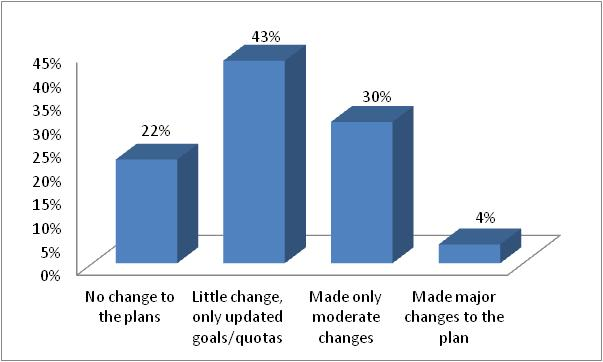 43%
45%
40%
35%
30%
25%
20%
15%
10%
5%
0%
22%
30%
4%
No change to
the plans
Little change,
only updated
goals/quotas
Made only
moderate
changes
Made major
changes to the
plan